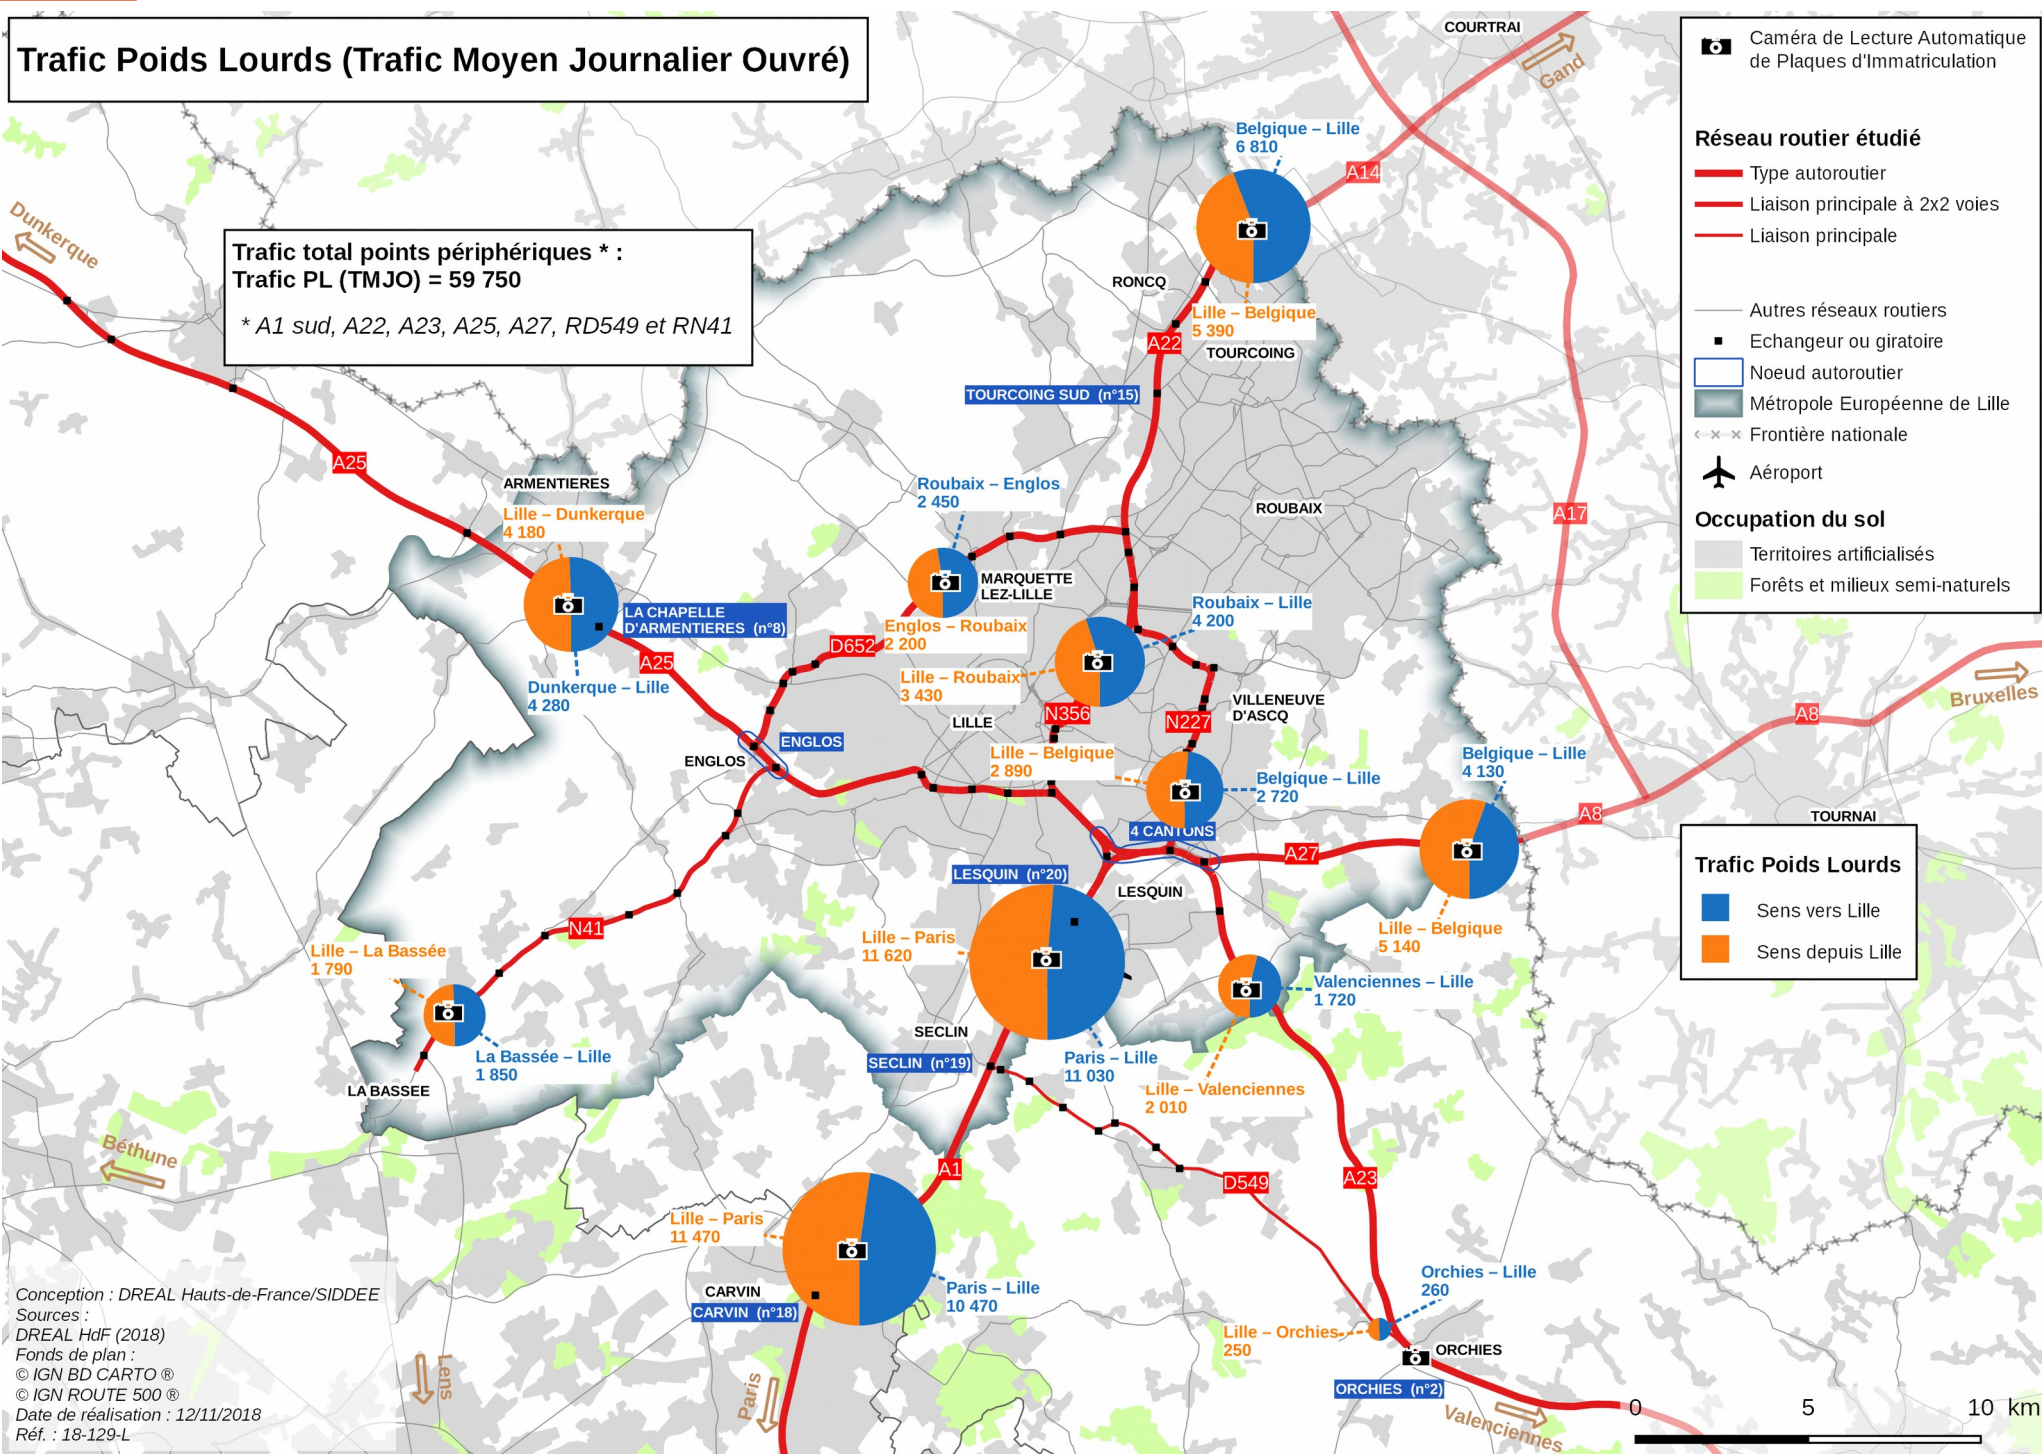 Trafic Poids Lourds (Trafic Moyen Journalier Ouvré)
COURTRAI
Gand
Caméra de Lecture Automatique
de Plaques d'Immatriculation
Réseau routier étudié
Type autoroutier
Liaison principale à 2x2 voies
Liaison principale
Autres réseaux routiers
Echangeur ou giratoire
Noeud autoroutier
Métropole Européenne de Lille
Frontière nationale
Aéroport
Occupation du sol
Territoires artificialisés
Forêts et milieux semi-naturels
Dunkerque
Trafic total points périphériques * :
Trafic PL (TMJO) = 59 750
* A1 sud, A22, A23, A25, A27, RD549 et RN41
Belgique – Lille
6 810
A14
RONCQ
Lille – Belgique
5 390
A22
TOURCOING
TOURCOING SUD (n°15)
A25
ARMENTIERES
Lille – Dunkerque
4 180
Roubaix – Englos
2 450
ROUBAIX
A17
MARQUETTE
LEZ-LILLE
LA CHAPELLE
D'ARMENTIERES (n°8)
Roubaix – Lille
4 200
Englos – Roubaix
2 200
D652
A25
Lille – Roubaix
3 430
Dunkerque – Lille
4 280
N356
N227
VILLENEUVE
D'ASCQ
LILLE
A8
Bruxelles
ENGLOS
ENGLOS
Lille – Belgique
2 890
Belgique – Lille
2 720
Belgique – Lille
4 130
A8
TOURNAI
4 CANTONS
A27
LESQUIN (n°20)
LESQUIN
Trafic Poids Lourds
Sens vers Lille
Sens depuis Lille
N41
Lille – Paris
11 620
Lille – Belgique
5 140
Lille – La Bassée
1 790
Valenciennes – Lille
1 720
SECLIN
SECLIN (n°19)
La Bassée – Lille
1 850
LA BASSEE
Paris – Lille
11 030
Lille – Valenciennes
2 010
Béthune
A1
D549
A23
Lille – Paris
11 470
Paris – Lille
10 470
CARVIN
CARVIN (n°18)
Orchies – Lille
260
Lille – Orchies
250
ORCHIES
ORCHIES (n°2)
Lens
Paris
Valenciennes
Conception : DREAL Hauts-de-France/SIDDEE
Sources :
DREAL HdF (2018)
Fonds de plan :
© IGN BD CARTO ®
© IGN ROUTE 500 ®
Date de réalisation : 12/11/2018
Réf. : 18-129-L
0 5 10 km